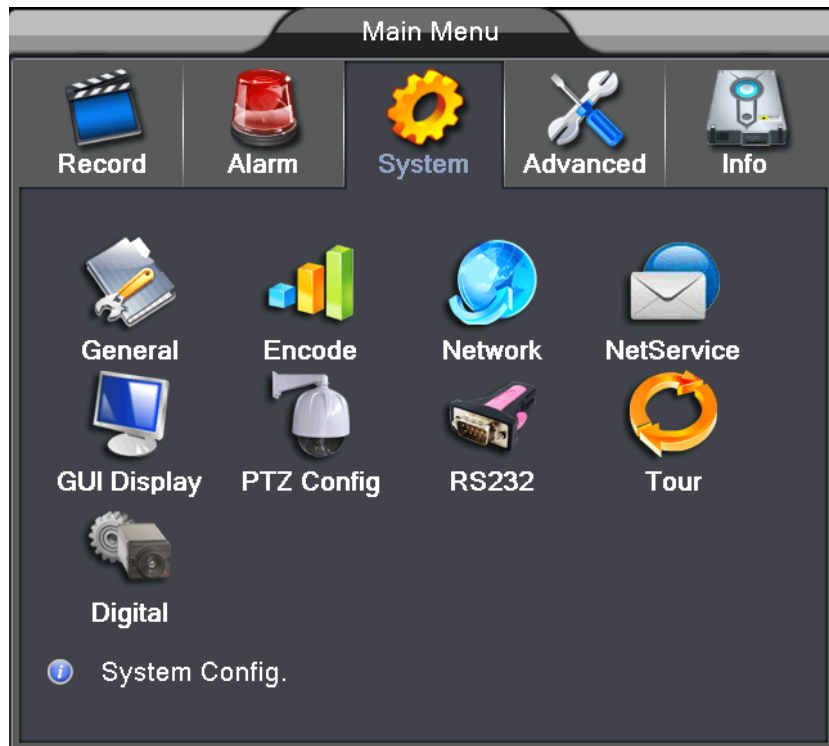 Main Menu
Record Alarm System Advanced Info
General Encode Network NetService
GUI Display PTZ Config RS232 Tour
Digital
System Config.